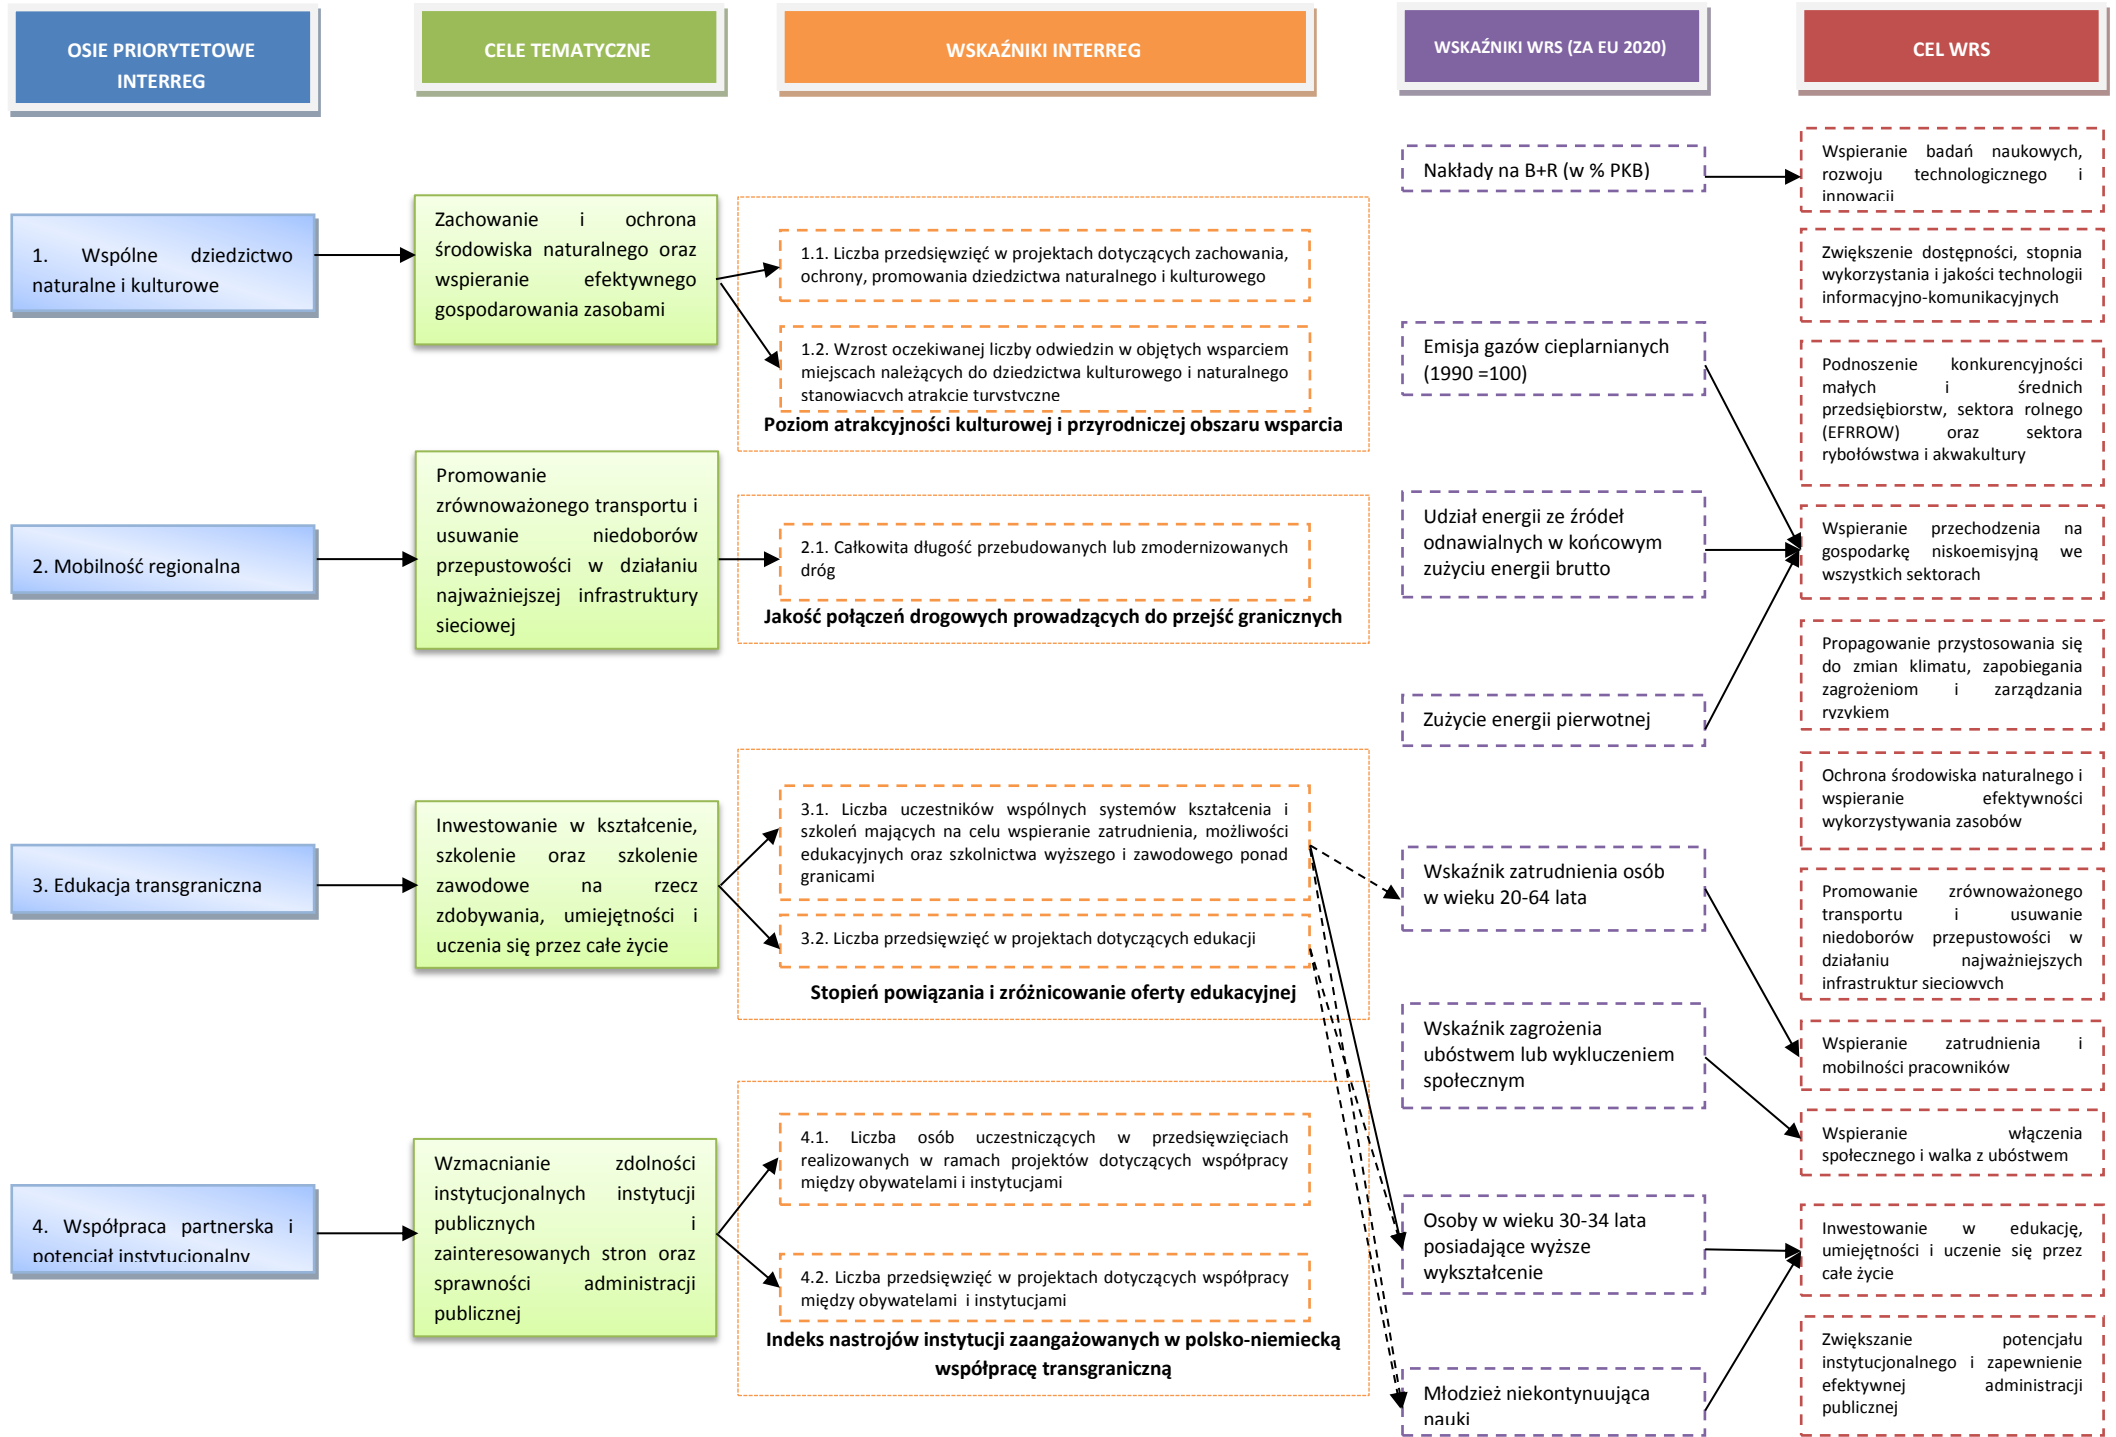 OSIE PRIORYTETOWE
INTERREG
CELE TEMATYCZNE
WSKAŹNIKI INTERREG
WSKAŹNIKI WRS (ZA EU 2020)
CEL WRS
1. Wspólne dziedzictwo
naturalne i kulturowe
2. Mobilność regionalna
3. Edukacja transgraniczna
4. Współpraca partnerska i
potencjał instytucjonalny
Zachowanie i ochrona
środowiska naturalnego oraz
wspieranie efektywnego
gospodarowania zasobami
Promowanie
zrównoważonego transportu i
usuwanie niedoborów
przepustowości w działaniu
najważniejszej infrastruktury
sieciowej
Inwestowanie w kształcenie,
szkolenie oraz szkolenie
zawodowe na rzecz
zdobywania, umiejętności i
uczenia się przez całe życie
Wzmacnianie zdolności
instytucjonalnych instytucji
publicznych i
zainteresowanych stron oraz
sprawności administracji
publicznej
1.1. Liczba przedsięwzięć w projektach dotyczących zachowania,
ochrony, promowania dziedzictwa naturalnego i kulturowego
1.2. Wzrost oczekiwanej liczby odwiedzin w objętych wsparciem
miejscach należących do dziedzictwa kulturowego i naturalnego
stanowiących atrakcje turystyczne
Poziom atrakcyjności kulturowej i przyrodniczej obszaru wsparcia
2.1. Całkowita długość przebudowanych lub zmodernizowanych
dróg
Jakość połączeń drogowych prowadzących do przejść granicznych
3.1. Liczba uczestników wspólnych systemów kształcenia i
szkoleń mających na celu wspieranie zatrudnienia, możliwości
edukacyjnych oraz szkolnictwa wyższego i zawodowego ponad
granicami
3.2. Liczba przedsięwzięć w projektach dotyczących edukacji
Stopień powiązania i zróżnicowanie oferty edukacyjnej
4.1. Liczba osób uczestniczących w przedsięwzięciach
realizowanych w ramach projektów dotyczących współpracy
między obywatelami i instytucjami
4.2. Liczba przedsięwzięć w projektach dotyczących współpracy
między obywatelami i instytucjami
Indeks nastrojów instytucji zaangażowanych w polsko-niemiecką
współpracę transgraniczną
Nakłady na B+R (w % PKB)
Emisja gazów cieplarnianych
(1990 =100)
Udział energii ze źródeł
odnawialnych w końcowym
zużyciu energii brutto
Zużycie energii pierwotnej
Wskaźnik zatrudnienia osób
w wieku 20-64 lata
Wskaźnik zagrożenia
ubóstwem lub wykluczeniem
społecznym
Osoby w wieku 30-34 lata
posiadające wyższe
wykształcenie
Młodzież niekontynuująca
nauki
Wspieranie badań naukowych,
rozwoju technologicznego i
innowacji
Zwiększenie dostępności, stopnia
wykorzystania i jakości technologii
informacyjno-komunikacyjnych
Podnoszenie konkurencyjności
małych i średnich
przedsiębiorstw, sektora rolnego
(EFRROW) oraz sektora
rybołówstwa i akwakultury
Wspieranie przechodzenia na
gospodarkę niskoemisyjną we
wszystkich sektorach
Propagowanie przystosowania się
do zmian klimatu, zapobiegania
zagrożeniom i zarządzania
ryzykiem
Ochrona środowiska naturalnego i
wspieranie efektywności
wykorzystywania zasobów
Promowanie zrównoważonego
transportu i usuwanie
niedoborów przepustowości w
działaniu najważniejszych
infrastruktur sieciowych
Wspieranie zatrudnienia i
mobilności pracowników
Wspieranie włączenia
społecznego i walka z ubóstwem
Inwestowanie w edukację,
umiejętności i uczenie się przez
całe życie
Zwiększanie potencjału
instytucjonalnego i zapewnienie
efektywnej administracji
publicznej